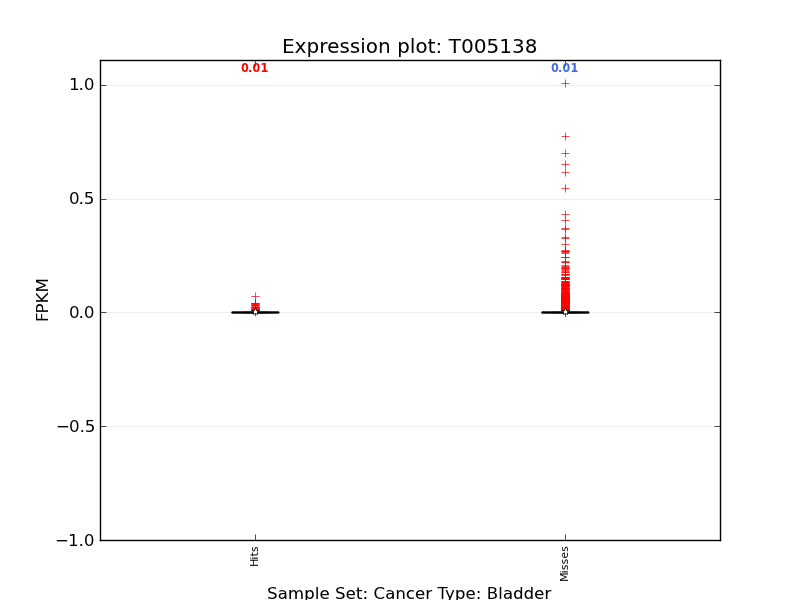 Expression plot: T005138
0.01 0.01
1.0
0.5
0.0
−0.5
−1.0
FPKM
Hits Misses
Sample Set: Cancer Type: Bladder